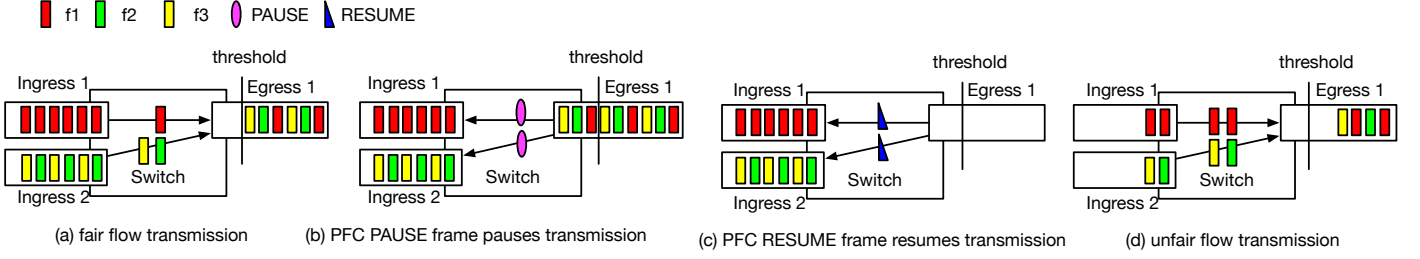 f1 f2 f3 PAUSE RESUME
threshold
Ingress 1
Egress 1
Switch
Ingress 2
(a) fair flow transmission
threshold
Ingress 1
Egress 1
Switch
Ingress 2
(b) PFC PAUSE frame pauses transmission
threshold
Ingress 1
Egress 1
Switch
Ingress 2
(c) PFC RESUME frame resumes transmission
threshold
Ingress 1
Egress 1
Switch
Ingress 2
(d) unfair flow transmission